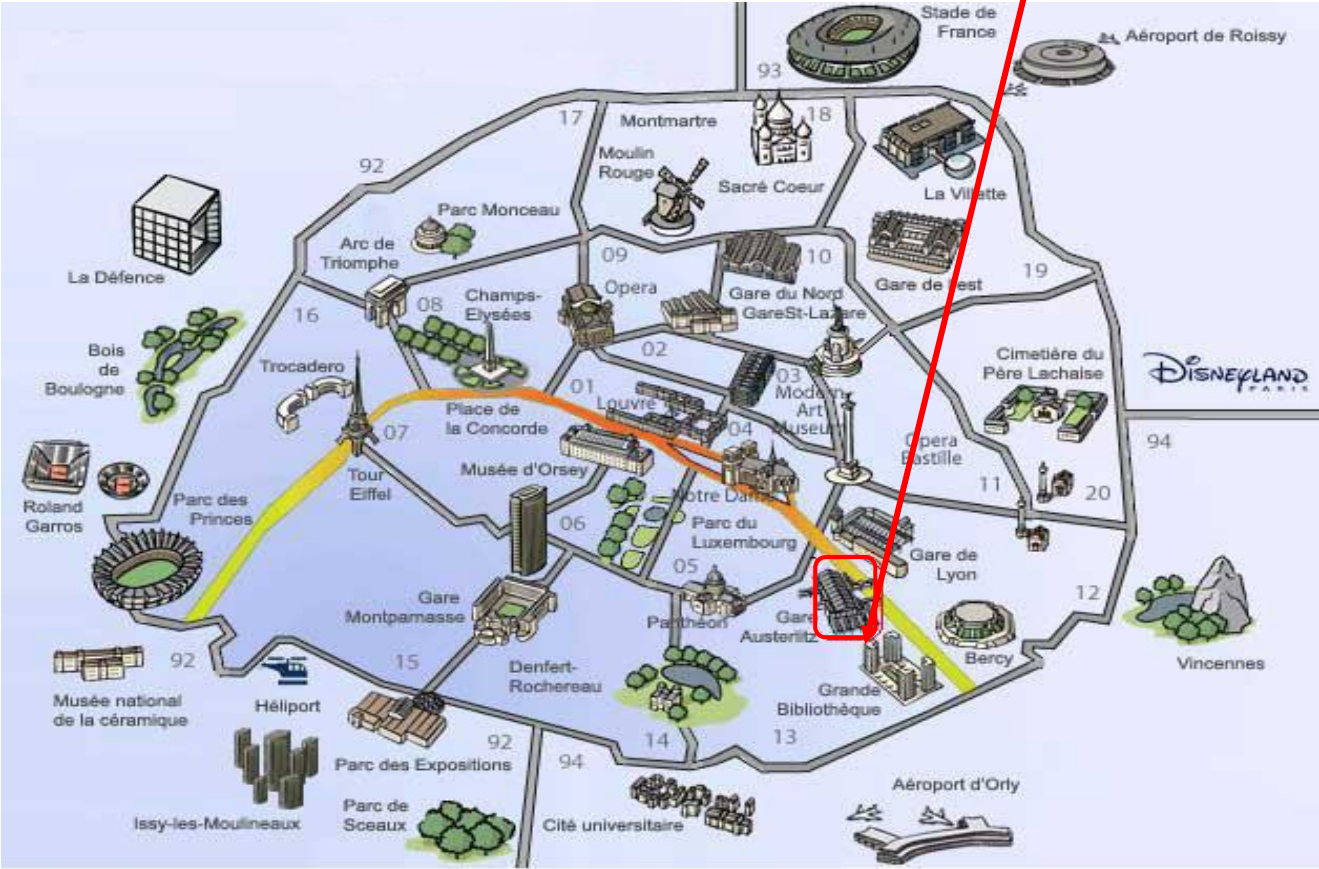 Stade de
France
Aéroport de Roissy
93
17
Montmartre
18
92
Moulin
Rouge
Sacré Coeur
La Villette
Parc Monceau
Arc de
Triomphe
La Défence
09
10
19
Opera
Gare du Nord
GareSt-Lazare
Gare de l'est
16
08
Champs-
Elysées
Bois
de
Boulogne
Trocadero
02
Cimetière du
Père Lachaise
DISNEYLAND
PARIS
01
Louvre
03
Modern
Art
Museum
Place de
la Concorde
07
04
Opera
Bastille
94
Tour
Eiffel
Musée d'Orsey
Roland
Garros
Parc des
Princes
Notre Dame
11
20
06
Parc du
Luxembourg
Gare de
Lyon
05
12
Gare
Montparnasse
Panthéon
Gare
Austerlitz
Bercy
Vincennes
92
15
Denfert-
Rochereau
Grande
Bibliothèque
Musée national
de la céramique
Héliport
14
13
92
94
Parc des Expositions
Aéroport d'Orly
Issy-les-Moulineaux
Parc de
Sceaux
Cité universitaire